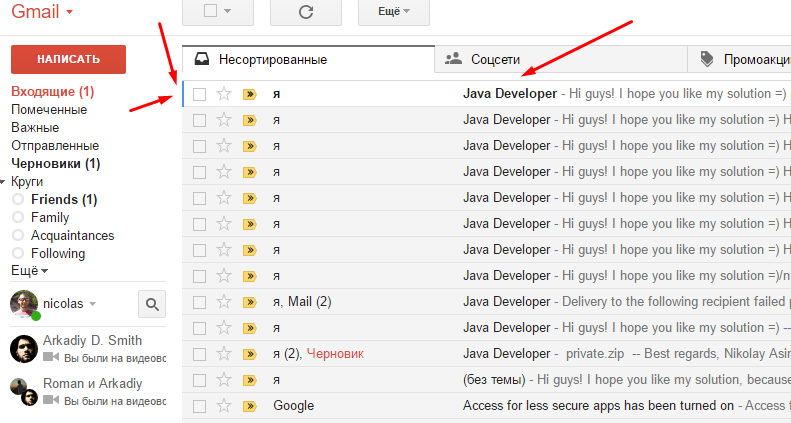 Gmail
Ещё
НАПИСАТЬ
Входящие (1)
Помеченные
Важные
Отправленные
Черновики (1)
Круги
Friends (1)
Family
Acquaintances
Following
Ещё
nicolas
Arkadiy D. Smith
Вы были на видеовс
Roman и Arkadiy
Вы были на видеовс
Несортированные
Соцсети
Промоакци
я Java Developer - Hi guys! I hope you like my solution =)
я Java Developer - Hi guys! I hope you like my solution =) H
я Java Developer - Hi guys! I hope you like my solution =) H
я Java Developer - Hi guys! I hope you like my solution =) H
я Java Developer - Hi guys! I hope you like my solution =) H
я Java Developer - Hi guys! I hope you like my solution =) H
я Java Developer - Hi guys! I hope you like my solution =) H
я Java Developer - Hi guys! I hope you like my solution =)/n
я, Mail (2) Java Developer - Delivery to the following recipient failed p
я Java Developer - Hi guys! I hope you like my solution =) --
я (2), Черновик Java Developer - private.zip -- Best regards, Nikolay Asir
я (без темы) - Hi guys! I hope you like my solution, because
Google Access for less secure apps has been turned on - Acces